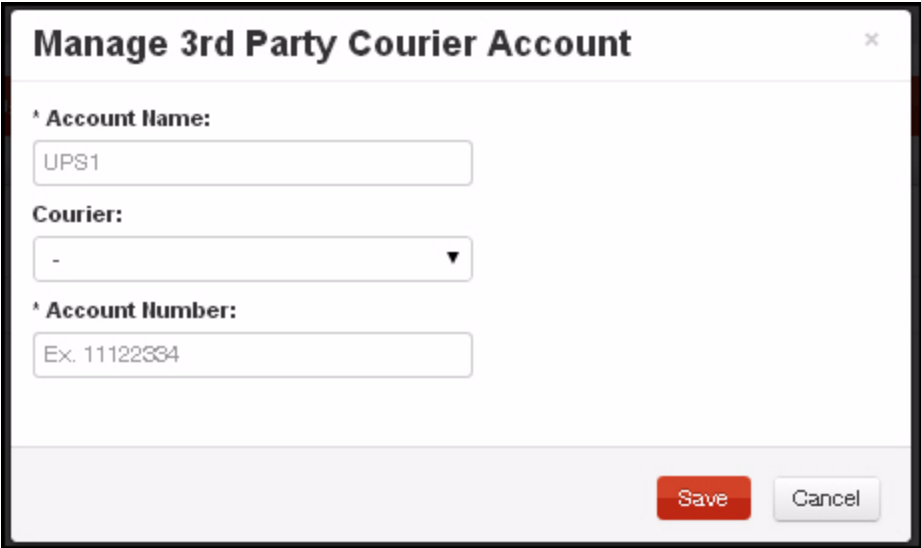 Manage 3rd Party Courier Account ×
* Account Name:
UPS1
Courier:
-
* Account Number:
Ex. 11122334
Save Cancel